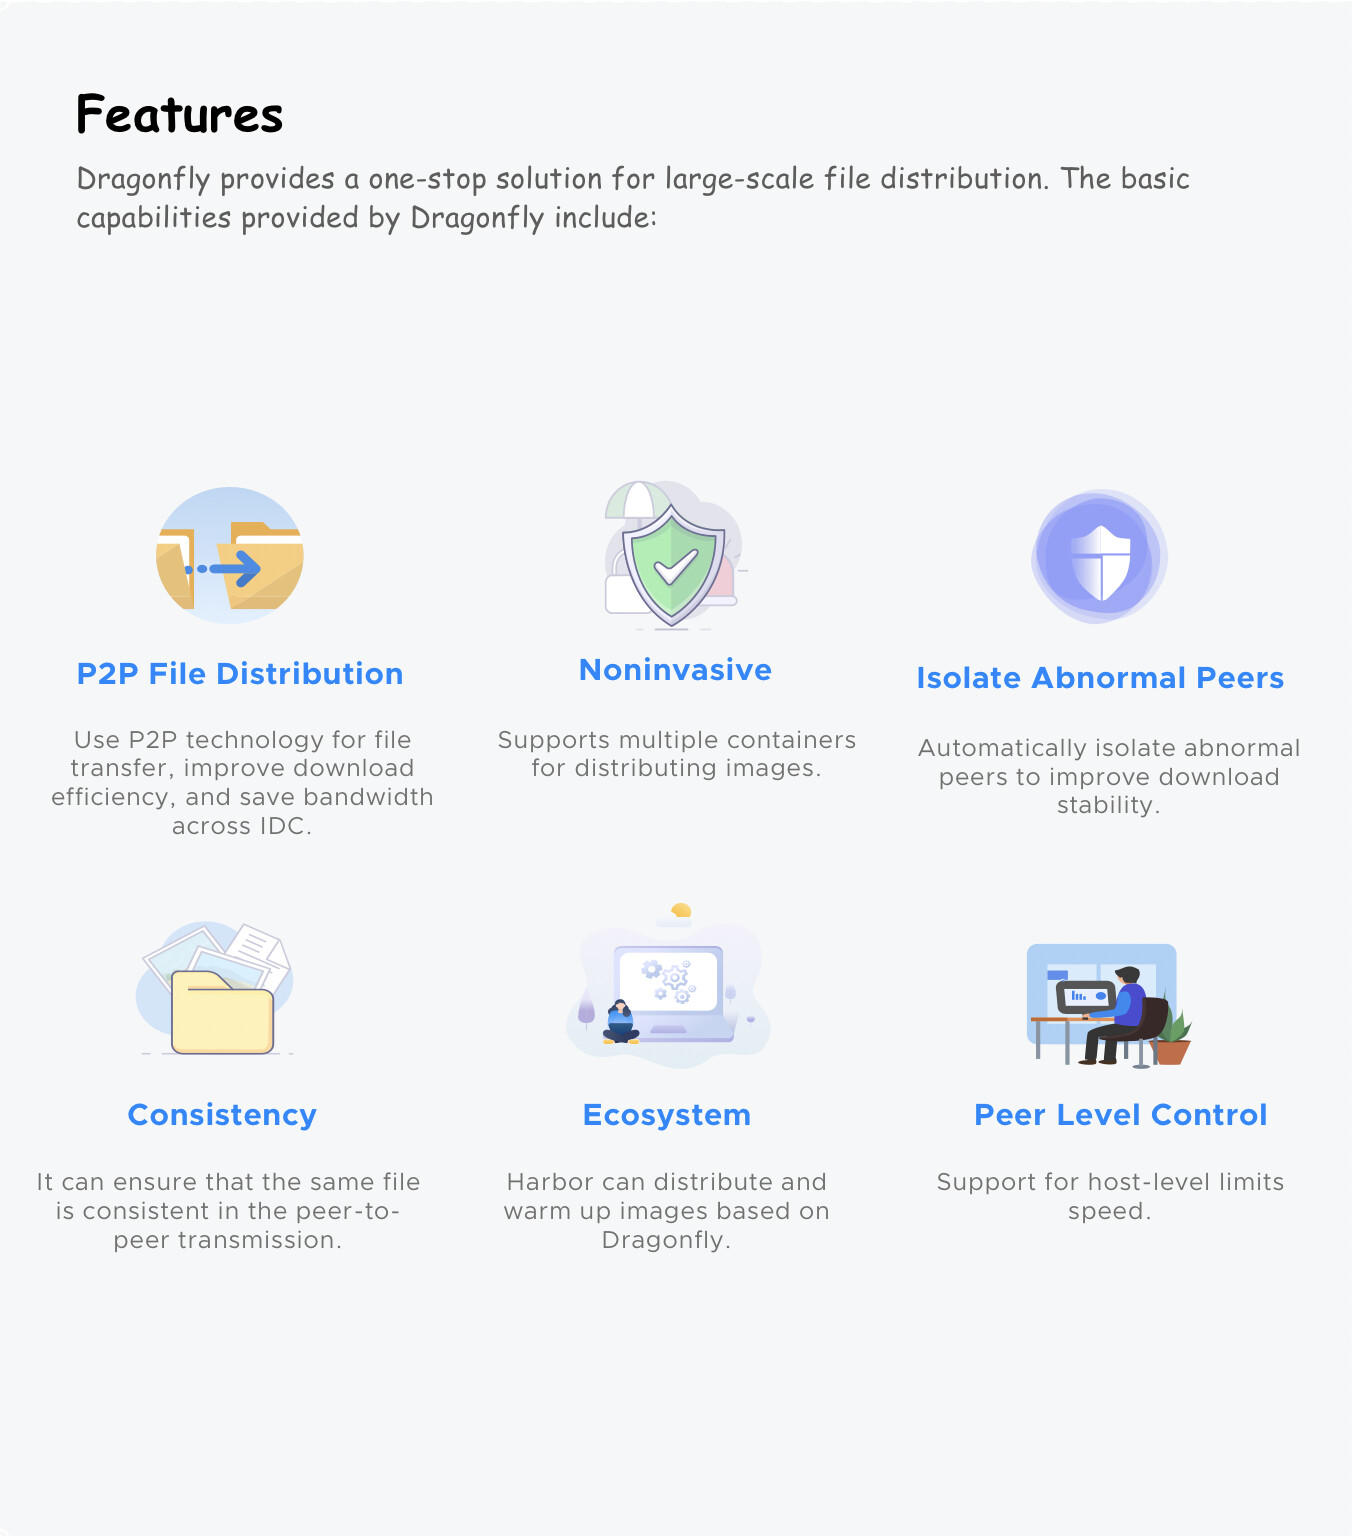 Features
Dragonfly provides a one-stop solution for large-scale file distribution. The basic
capabilities provided by Dragonfly include:
P2P File Distribution
Use P2P technology for file
transfer, improve download
efficiency, and save bandwidth
across IDC.
Noninvasive
Supports multiple containers
for distributing images.
Isolate Abnormal Peers
Automatically isolate abnormal
peers to improve download
stability.
Consistency
It can ensure that the same file
is consistent in the peer-to-
peer transmission.
Ecosystem
Harbor can distribute and
warm up images based on
Dragonfly.
Peer Level Control
Support for host-level limits
speed.